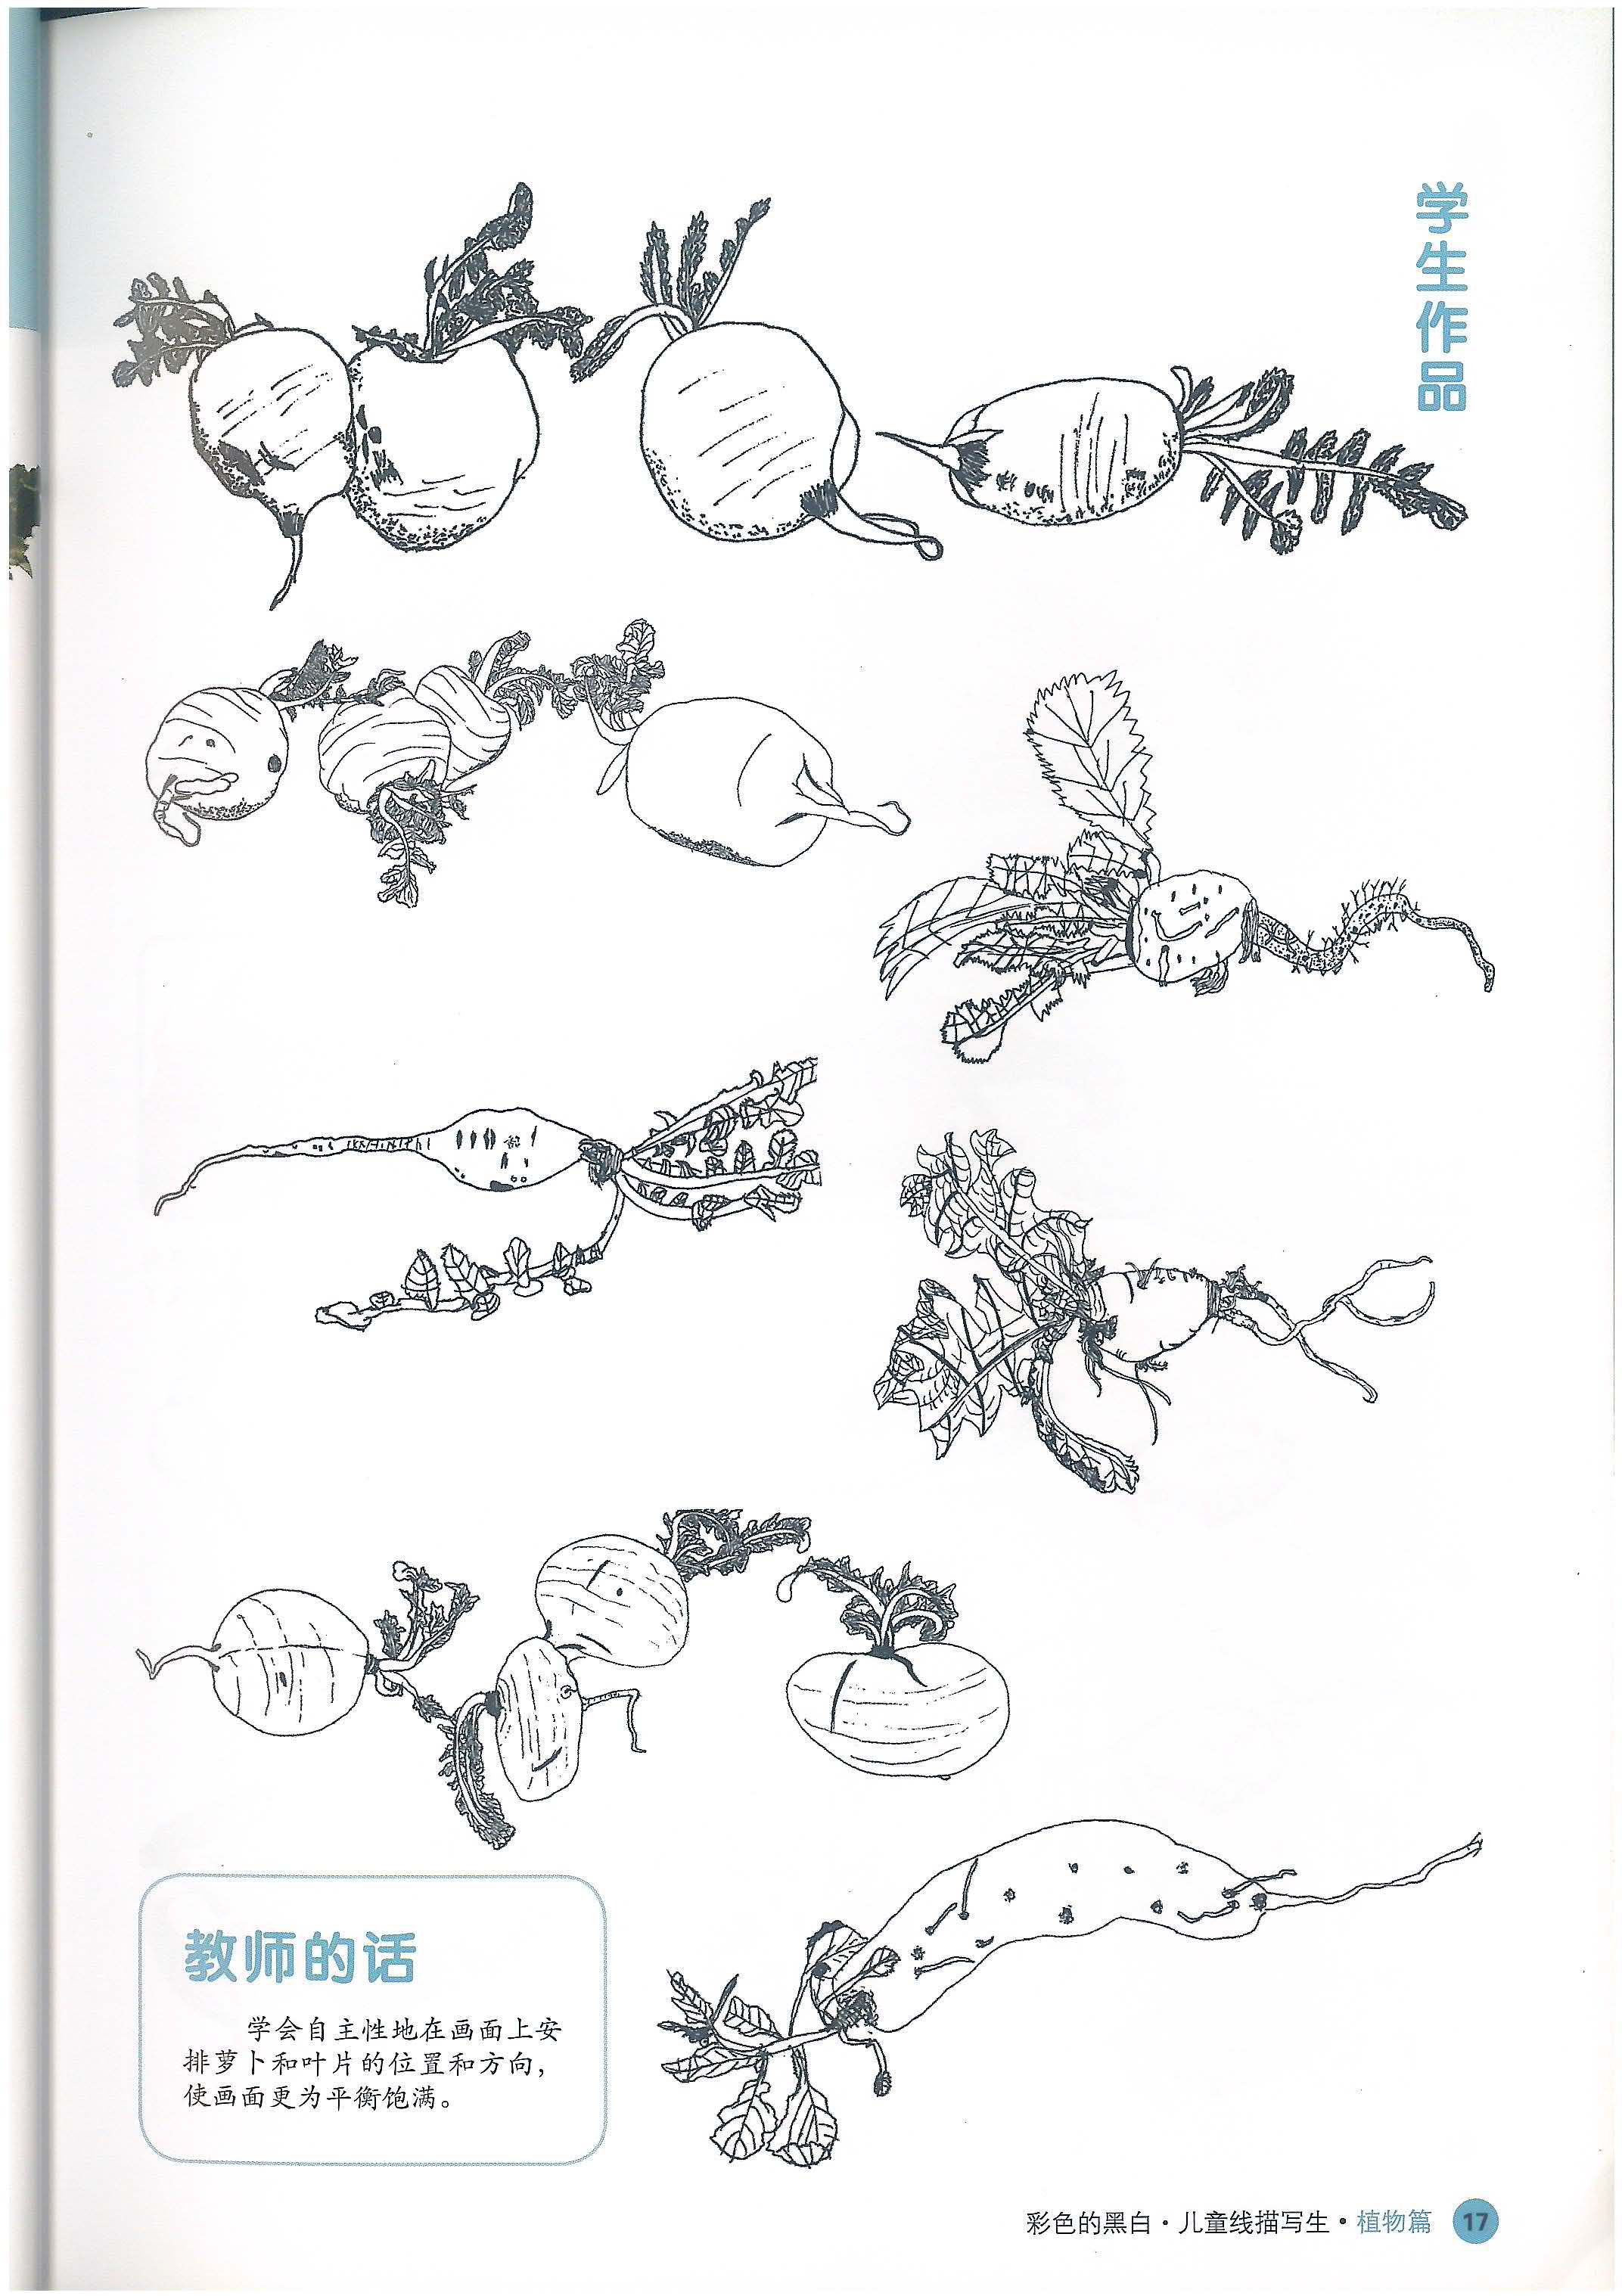 学生作品
教师的话
学会自主性地在画面上安
排萝卜和叶片的位置和方向，
使画面更为平衡饱满。
彩色的黑白·儿童线描写生·植物篇 17